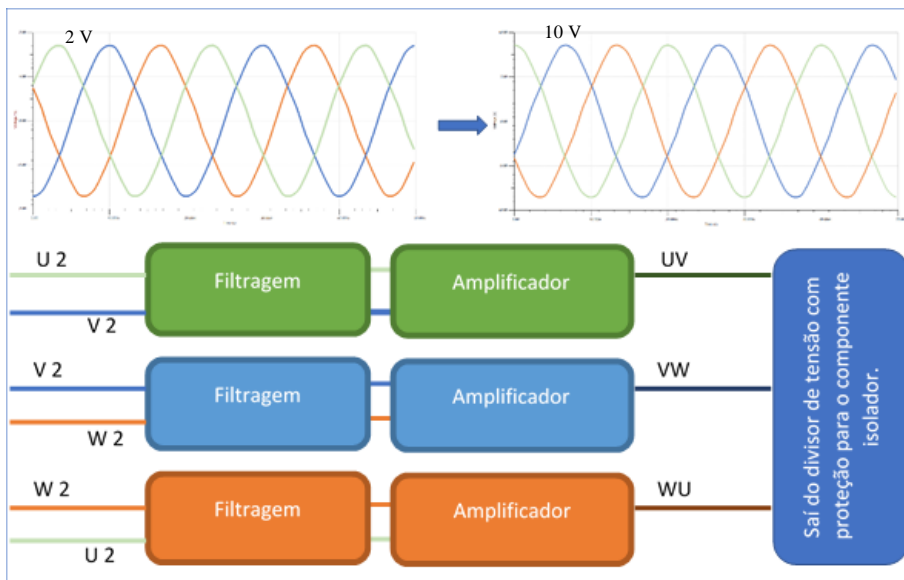 2 V
10 V
U 2
Filtragem
Amplificador
UV
V 2
V 2
Filtragem
Amplificador
VW
W 2
W 2
Filtragem
Amplificador
WU
U 2
Saí do divisor de tensão com
proteção para o componente
isolador.